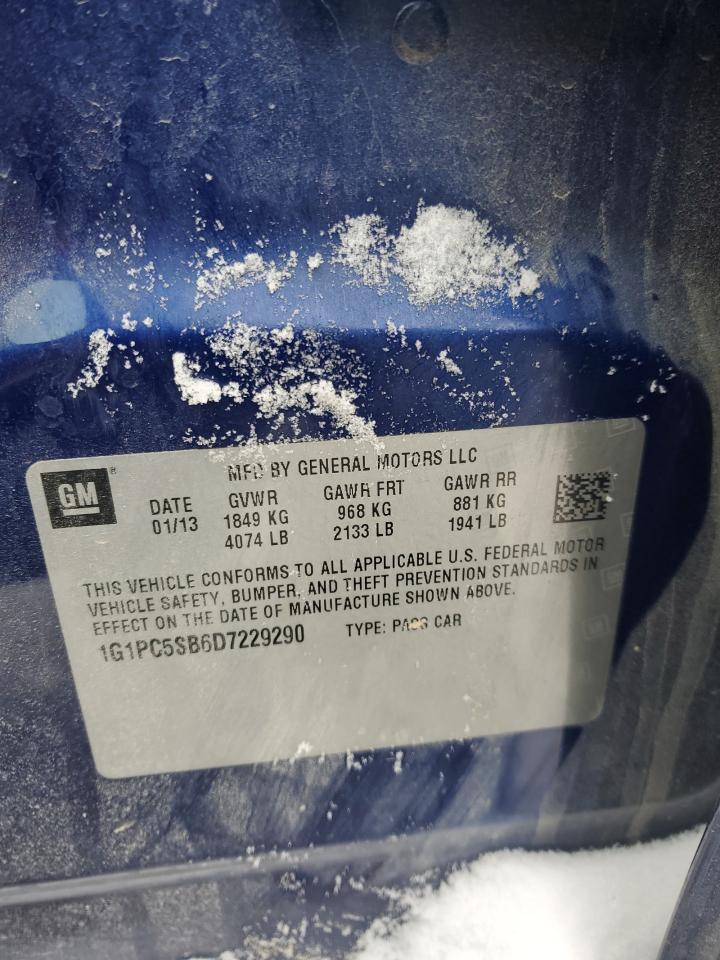 MFD BY GENERAL MOTORS LLC
GM®
DATE GVWR GAWR FRT GAWR RR
01/13 1849 KG 968 KG 881 KG
4074 LB 2133 LB 1941 LB
THIS VEHICLE CONFORMS TO ALL APPLICABLE U.S. FEDERAL MOTOR
VEHICLE SAFETY, BUMPER, AND THEFT PREVENTION STANDARDS IN
EFFECT ON THE DATE OF MANUFACTURE SHOWN ABOVE.
1G1PC5SB6D7229290 TYPE: PASS CAR